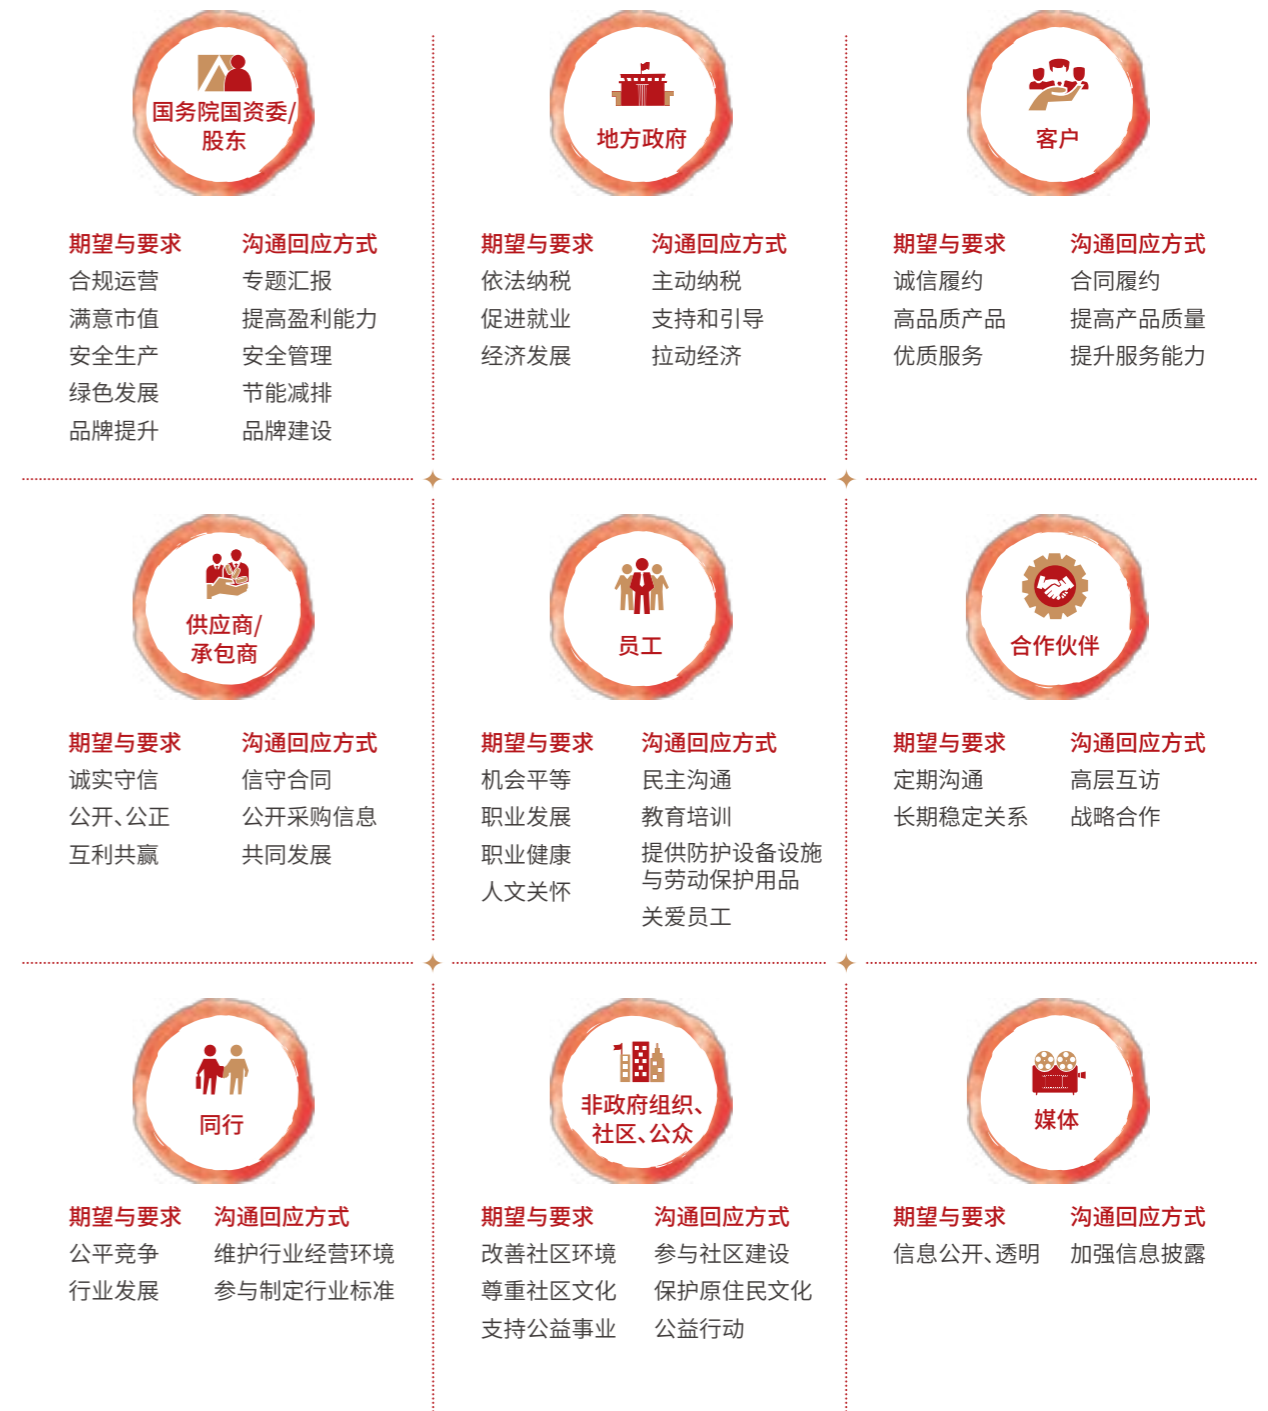 国务院国资委/
股东
期望与要求 沟通回应方式
合规运营 专题汇报
满意市值 提高盈利能力
安全生产 安全管理
绿色发展 节能减排
品牌提升 品牌建设
地方政府
期望与要求 沟通回应方式
依法纳税 主动纳税
促进就业 支持和引导
经济发展 拉动经济
客户
期望与要求 沟通回应方式
诚信履约 合同履约
高品质产品 提高产品质量
优质服务 提升服务能力
供应商/
承包商
期望与要求 沟通回应方式
诚实守信 信守合同
公开、公正 公开采购信息
互利共赢 共同发展
员工
期望与要求 沟通回应方式
机会平等 民主沟通
职业发展 教育培训
职业健康 提供防护设备设施
与劳动保护用品
人文关怀 关爱员工
合作伙伴
期望与要求 沟通回应方式
定期沟通 高层互访
长期稳定关系 战略合作
同行
期望与要求 沟通回应方式
公平竞争 维护行业经营环境
行业发展 参与制定行业标准
非政府组织、
社区、公众
期望与要求 沟通回应方式
改善社区环境 参与社区建设
尊重社区文化 保护原住民文化
支持公益事业 公益行动
媒体
期望与要求 沟通回应方式
信息公开、透明 加强信息披露